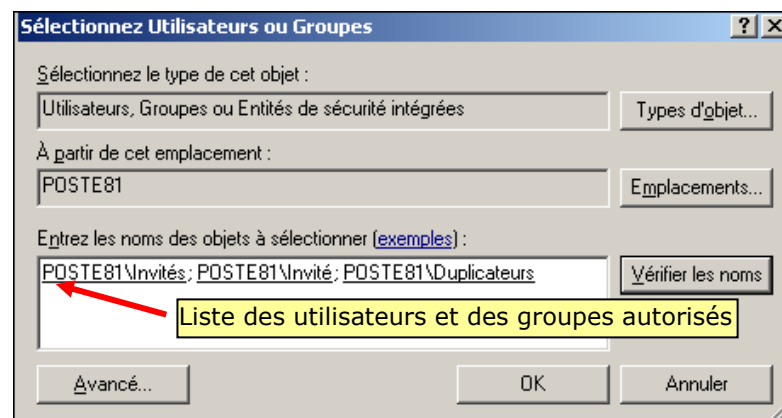 Sélectionnez Utilisateurs ou Groupes
Sélectionnez le type de cet objet :
Utilisateurs, Groupes ou Entités de sécurité intégrées
Types d'objet...
À partir de cet emplacement :
POSTE81
Emplacements...
Entrez les noms des objets à sélectionner (exemples) :
POSTE81\Invités; POSTE81\Invité; POSTE81\Duplicateurs
Vérifier les noms
Liste des utilisateurs et des groupes autorisés
Avancé...
OK
Annuler